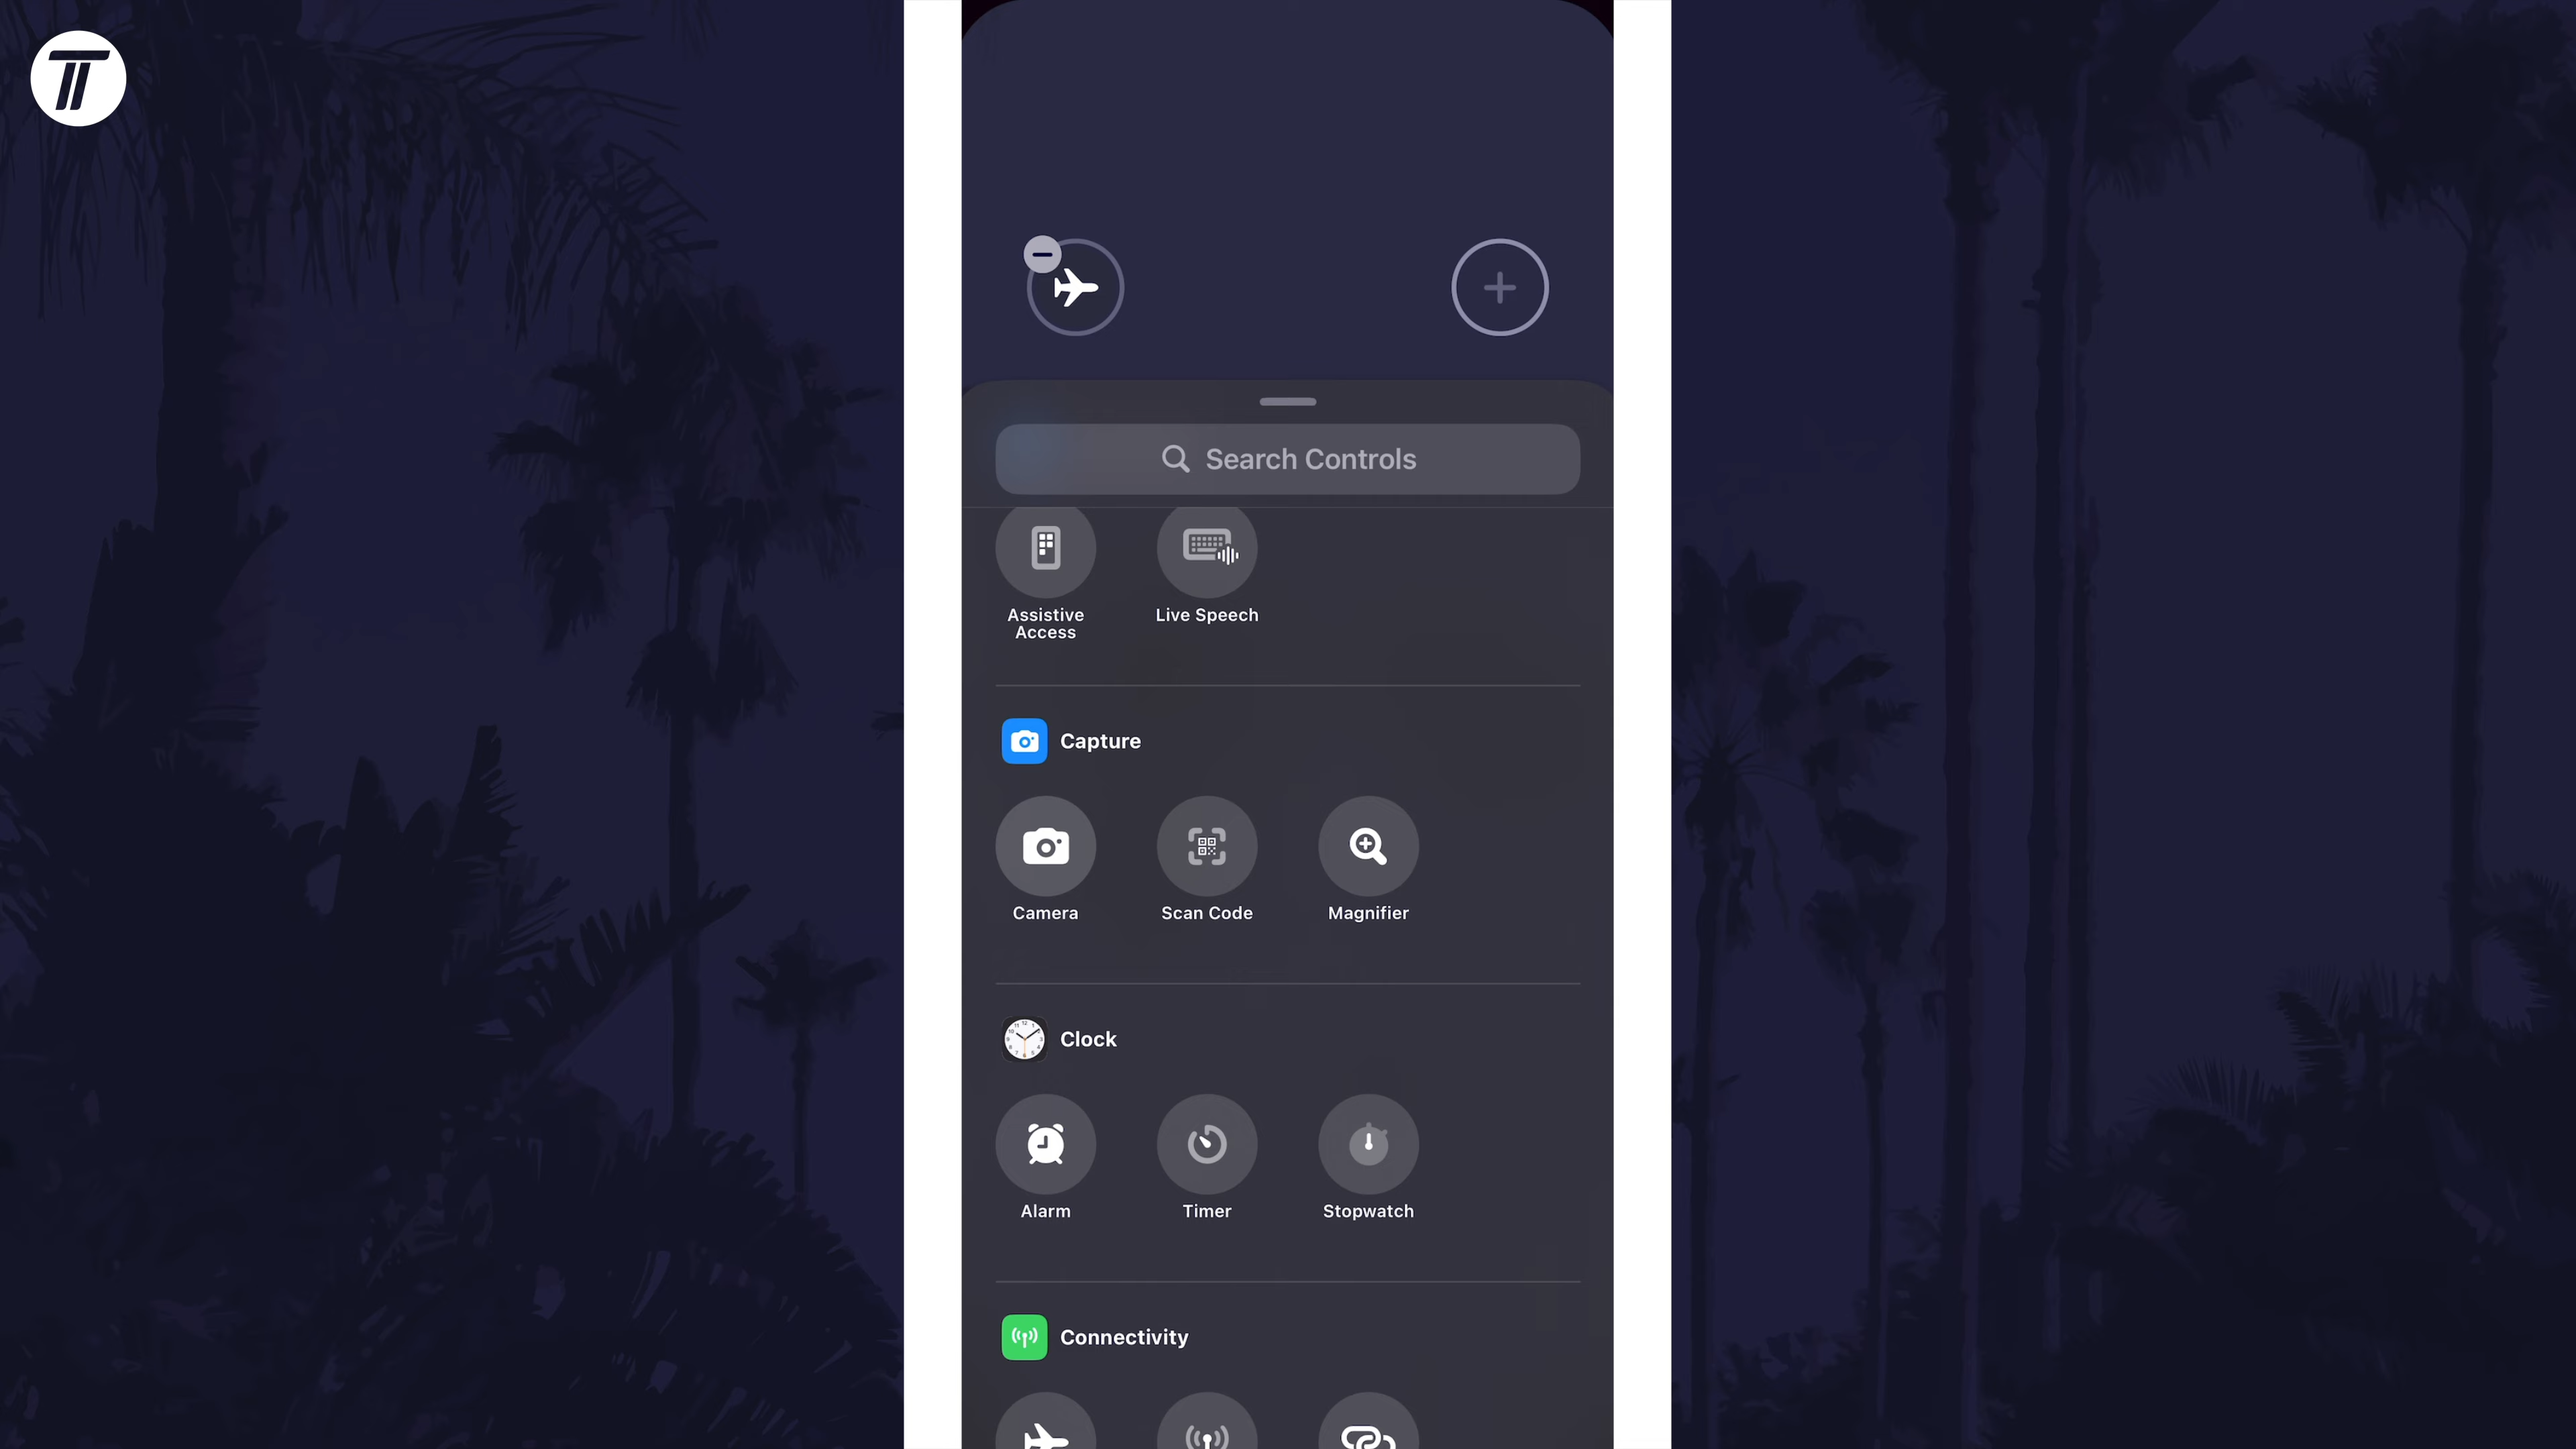 Search Controls
Assistive
Access
Live Speech
Capture
Camera
Scan Code
Magnifier
Clock
Alarm
Timer
Stopwatch
Connectivity